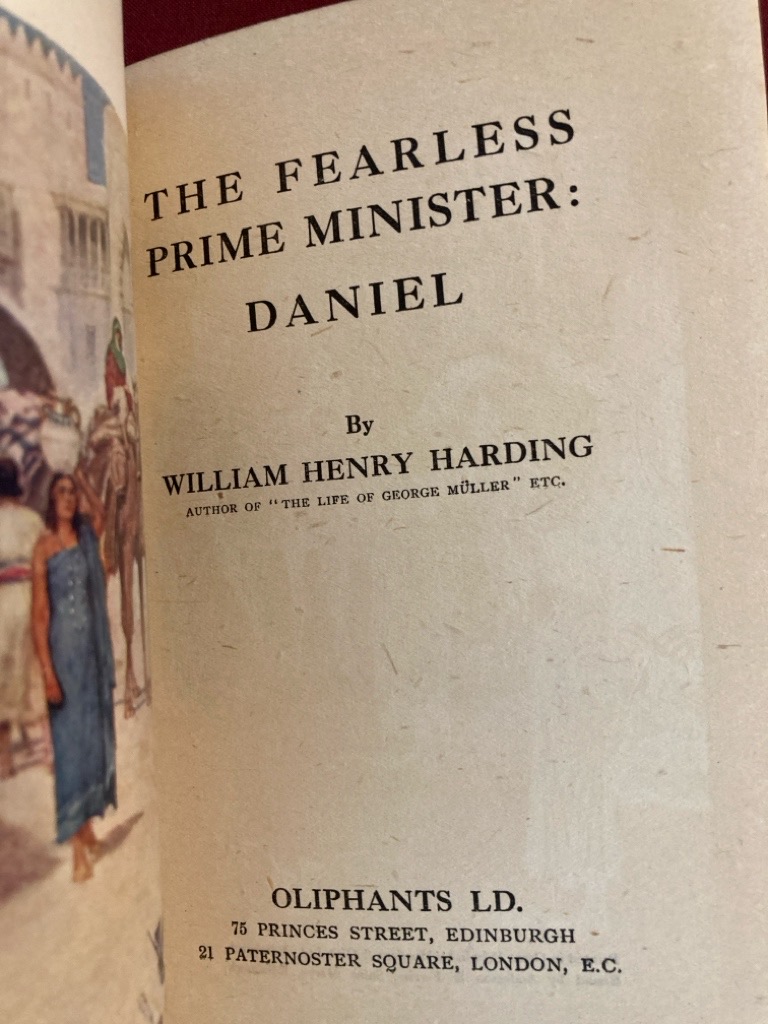 THE FEARLESS
PRIME MINISTER:
DANIEL
By
WILLIAM HENRY HARDING
AUTHOR OF "THE LIFE OF GEORGE MÜLLER" ETC.
OLIPHANTS LD.
75 PRINCES STREET, EDINBURGH
21 PATERNOSTER SQUARE, LONDON, E.C.